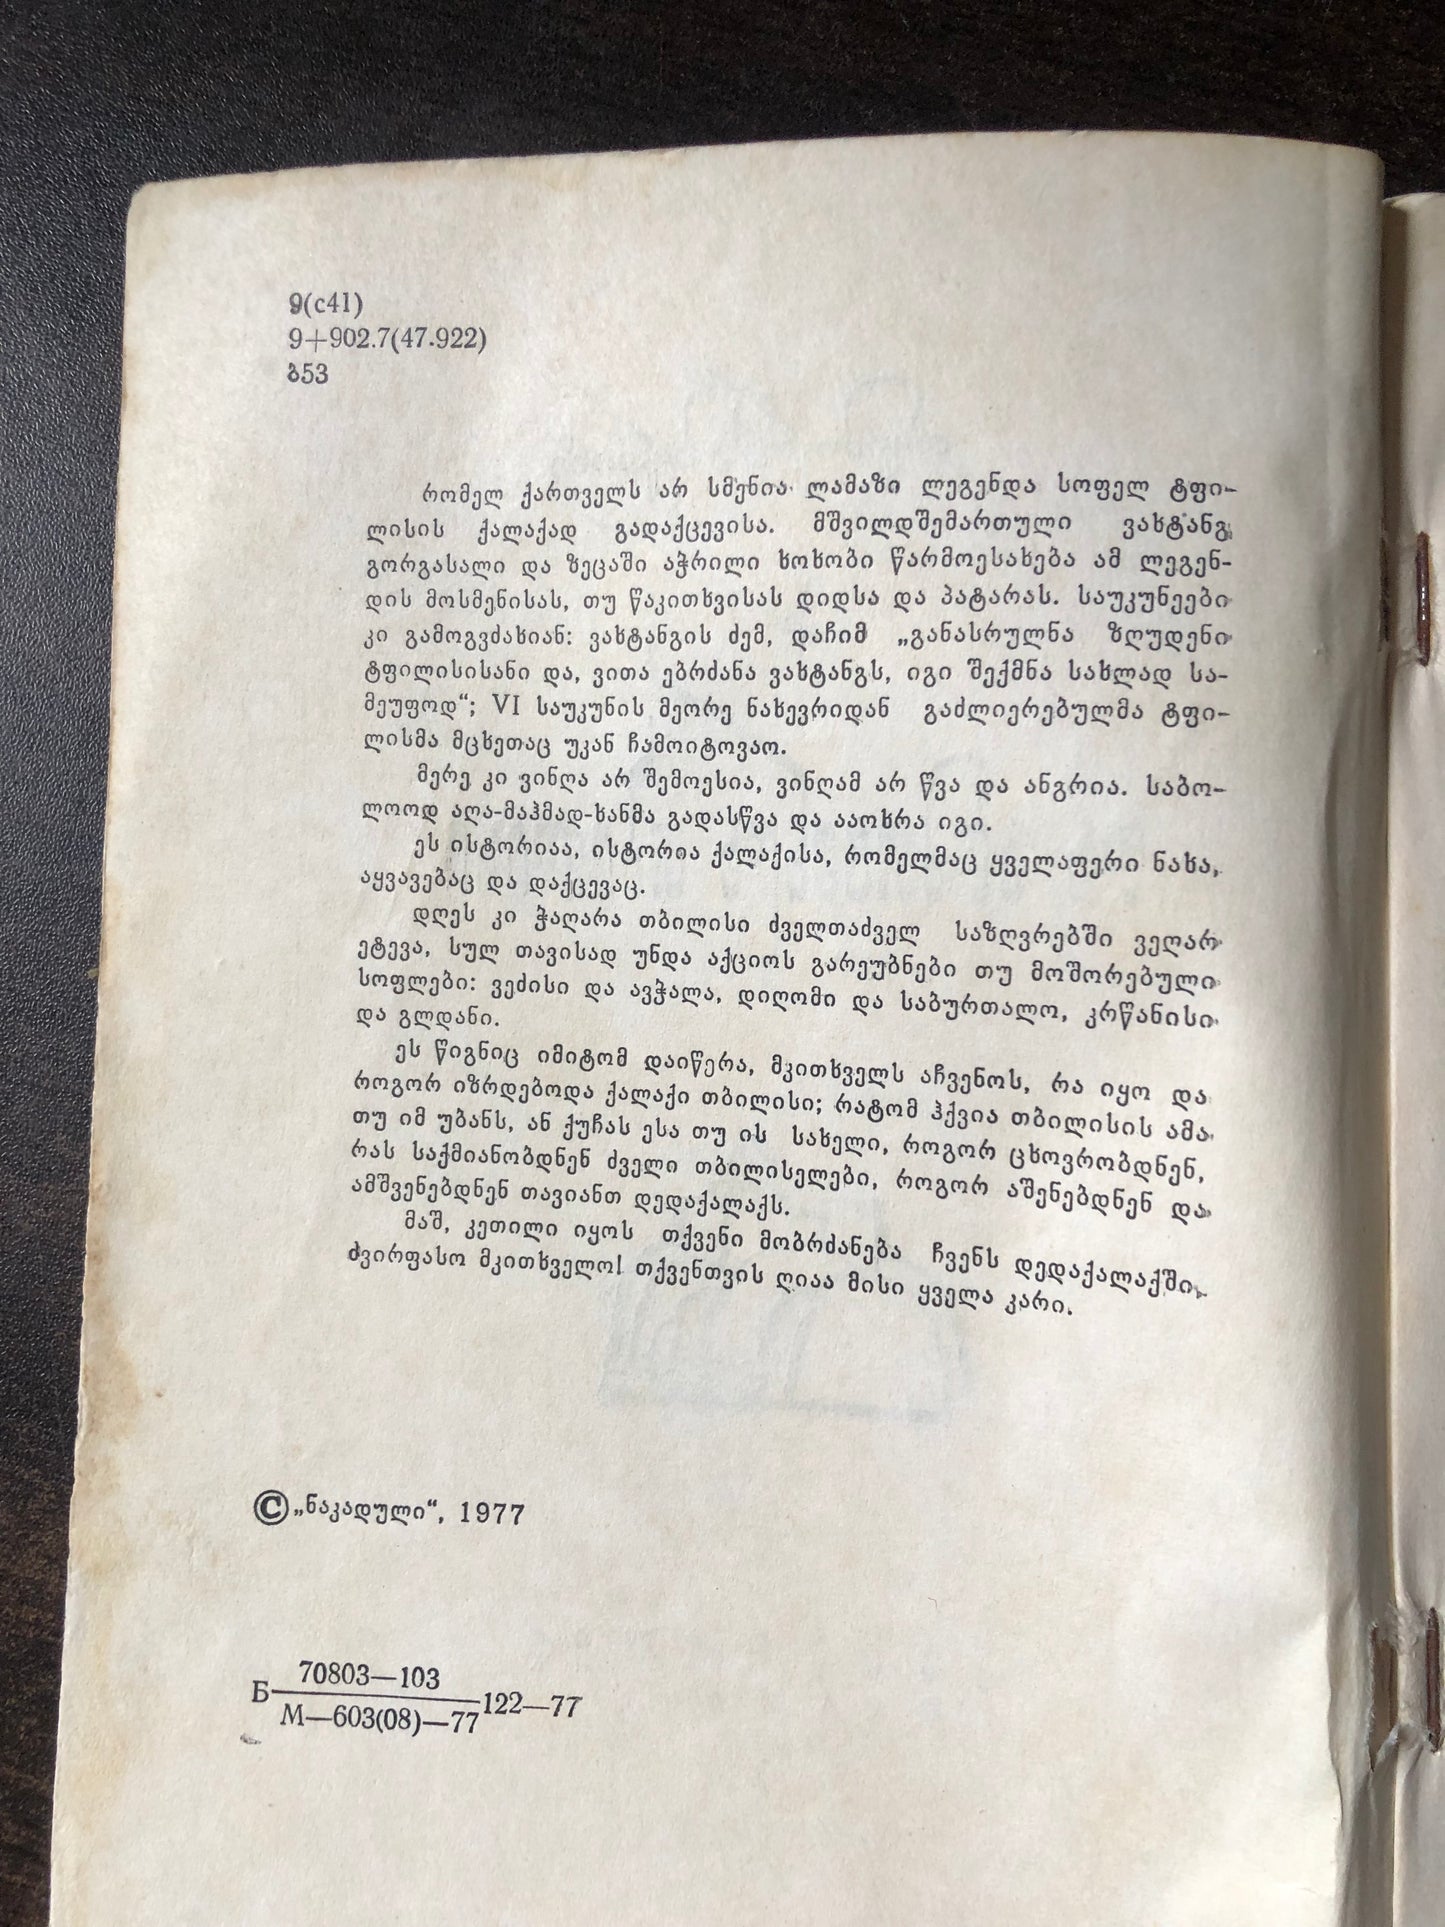 9(с41)
9+902.7(47.922)
ბ53
რომელ ქართველს არ სმენია ლამაზი ლეგენდა სოფელ ტფი-
ლისის ქალაქად გადაქცევისა. მშვილდშემართული ვახტანგ
გორგასალი და ზეცაში აჭრილი ხოხობი წარმოესახება ამ ლეგენ-
დის მოსმენისას, თუ წაკითხვისას დიდსა და პატარას. საუკუნეები
კი გამოგვძახიან: ვახტანგის ძემ, დაჩიმ „განასრულნა ზღუდენი
ტფილისისანი და, ვითა ებრძანა ვახტანგს, იგი შექმნა სახლად სა-
მეუფოდ“; VI საუკუნის მეორე ნახევრიდან გაძლიერებულმა ტფი-
ლისმა მცხეთაც უკან ჩამოიტოვაო.
მერე კი ვინღა არ შემოესია, ვინღამ არ წვა და ანგრია. საბო-
ლოოდ აღა-მაჰმად-ხანმა გადასწვა და ააოხრა იგი.
ეს ისტორიაა, ისტორია ქალაქისა, რომელმაც ყველაფერი ნახა,
აყვავებაც და დაქცევაც.
დღეს კი ჭაღარა თბილისი ძველთაძველ საზღვრებში ველარ
ეტევა, სულ თავისად უნდა აქციოს გარეუბნები თუ მოშორებული
სოფლები: ვეძისი და ავჭალა, დიღომი და საბურთალო, კრწანისი
და გლდანი.
ეს წიგნიც იმიტომ დაიწერა, მკითხველს აჩვენოს, რა იყო და
როგორ იზრდებოდა ქალაქი თბილისი; რატომ ჰქვია თბილისის ამა
თუ იმ უბანს, ან ქუჩას ესა თუ ის სახელი, როგორ ცხოვრობდნენ,
რას საქმიანობდნენ ძველი თბილისელები, როგორ აშენებდნენ და
ამშვენებდნენ თავიანთ დედაქალაქს.
მაშ, კეთილი იყოს თქვენი მობრძანება ჩვენს დედაქალაქში,
ძვირფასო მკითხველო! თქვენთვის ღიაა მისი ყველა კარი.
© „ნაკადული“, 1977
70803—103
Б 122—77
М—603(08)—77